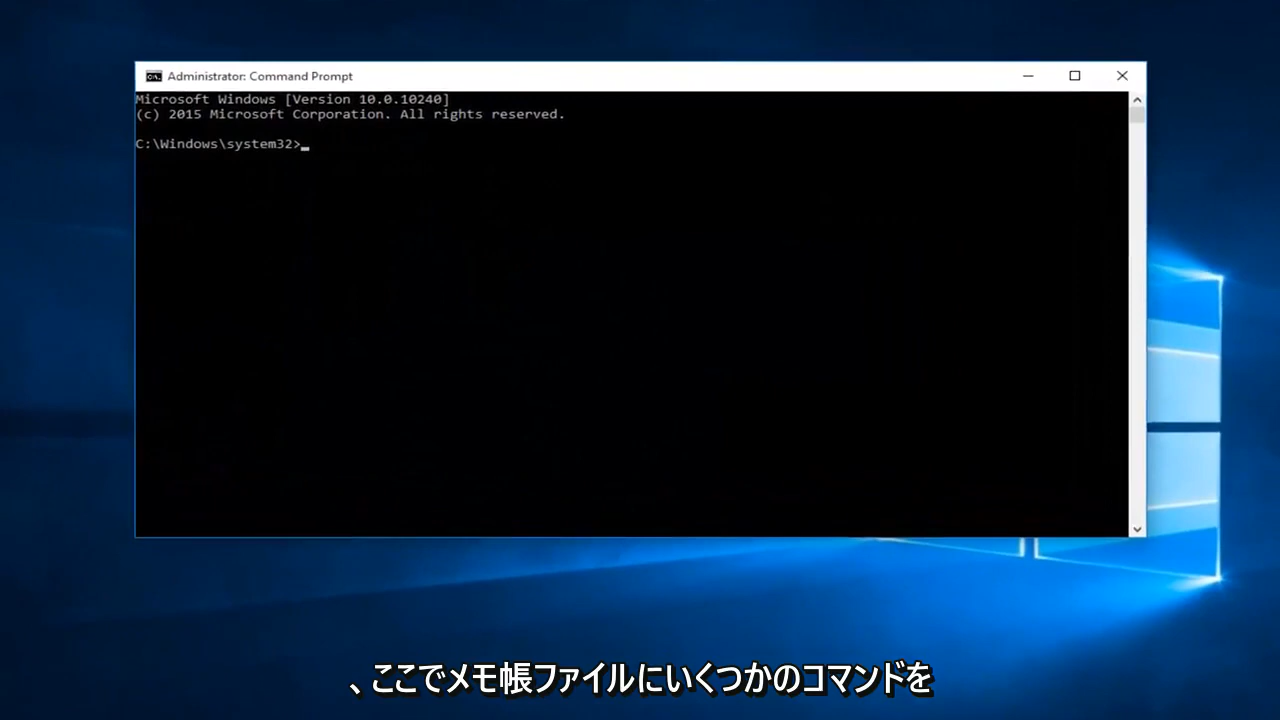 Administrator: Command Prompt
Microsoft Windows [Version 10.0.10240]
(c) 2015 Microsoft Corporation. All rights reserved.
C:\Windows\system32>
、ここでメモ帳ファイルにいくつかのコマンドを